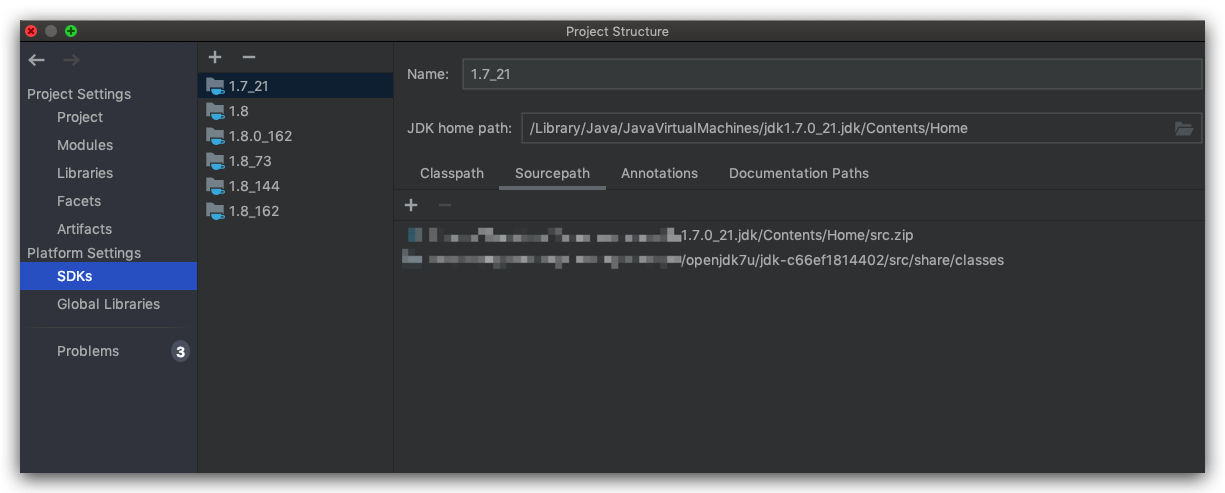 Project Structure
Project Settings
Project
Modules
Libraries
Facets
Artifacts
Platform Settings
SDKs
Global Libraries
Problems
3
1.7_21
1.8
1.8.0_162
1.8_73
1.8_144
1.8_162
Name: 1.7_21
JDK home path: /Library/Java/JavaVirtualMachines/jdk1.7.0_21.jdk/Contents/Home
Classpath Sourcepath Annotations Documentation Paths
1.7.0_21.jdk/Contents/Home/src.zip
/openjdk7u/jdk-c66ef1814402/src/share/classes